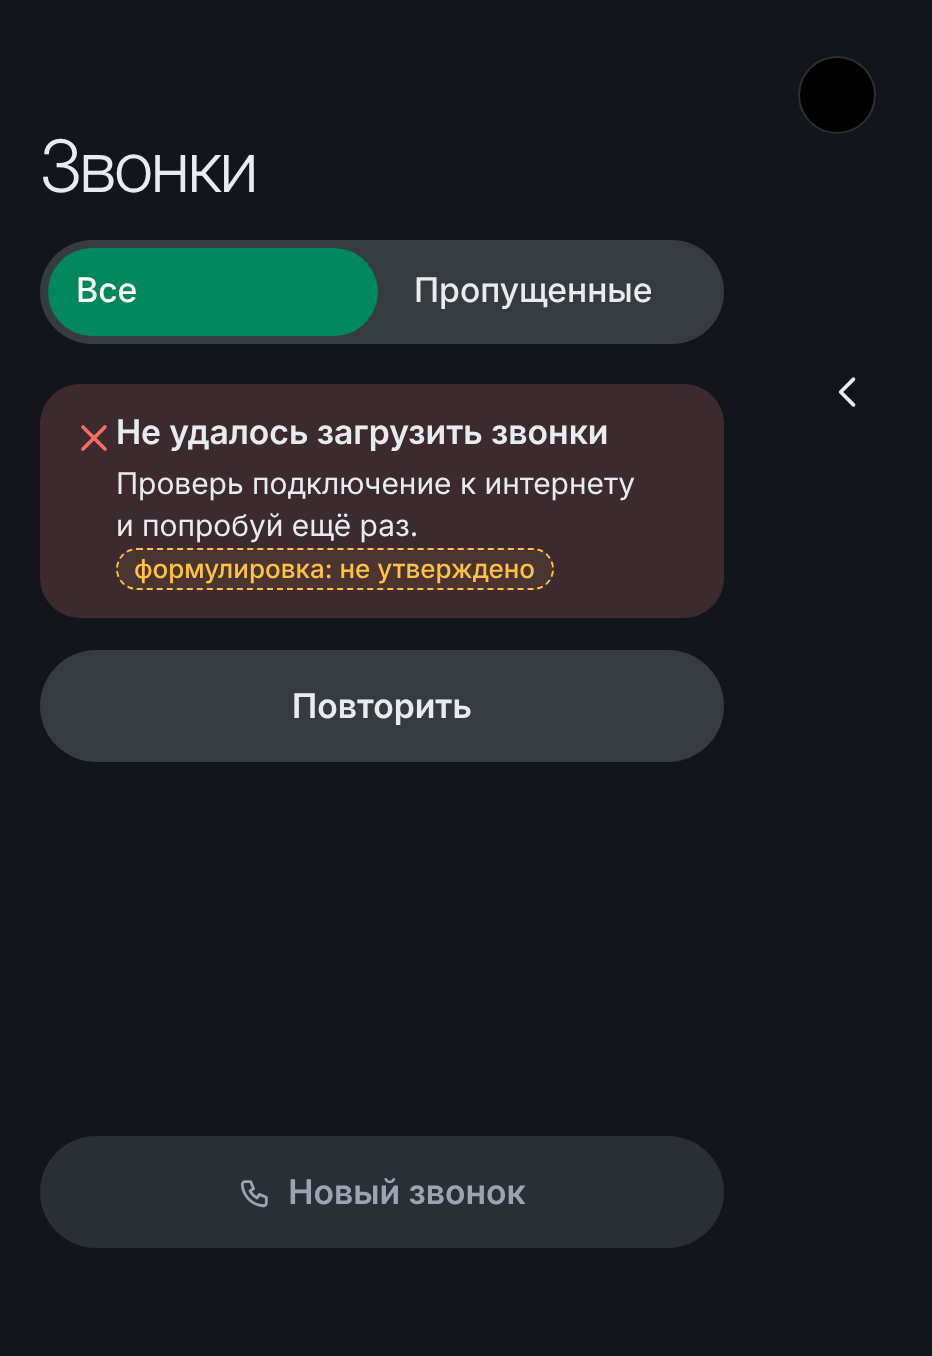 Звонки
Все
Пропущенные
Не удалось загрузить звонки
Проверь подключение к интернету
и попробуй ещё раз.
формулировка: не утверждено
Повторить
Новый звонок